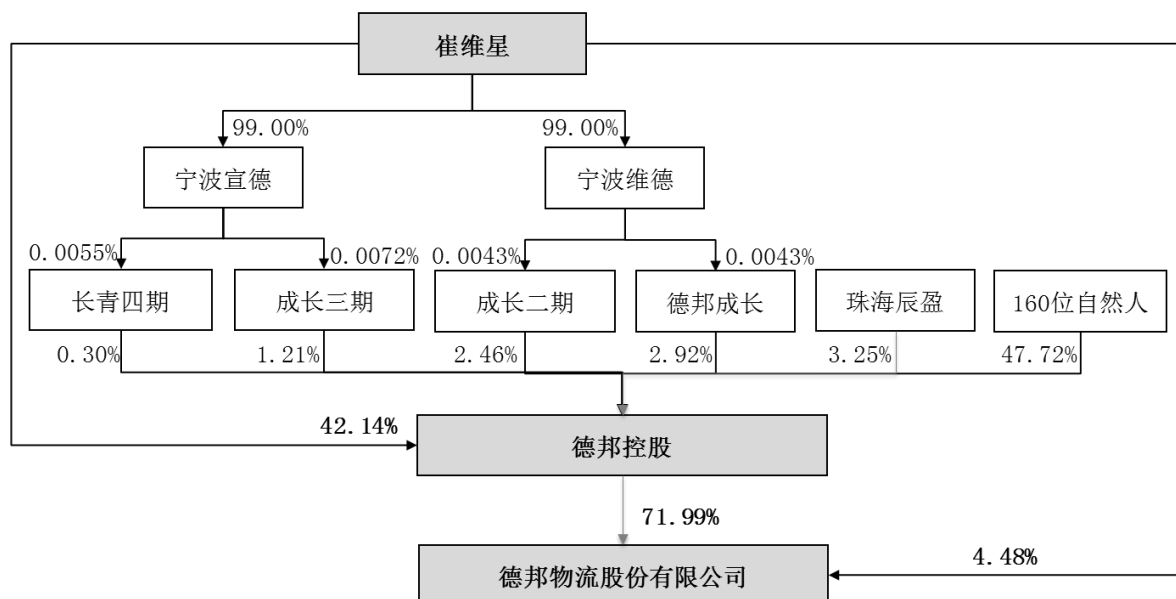 崔维星
99.00%
99.00%
宁波宣德
宁波维德
0.0055%
0.0072%
0.0043%
0.0043%
长青四期
成长三期
成长二期
德邦成长
珠海辰盈
160位自然人
0.30%
1.21%
2.46%
2.92%
3.25%
47.72%
42.14%
德邦控股
71.99%
4.48%
德邦物流股份有限公司